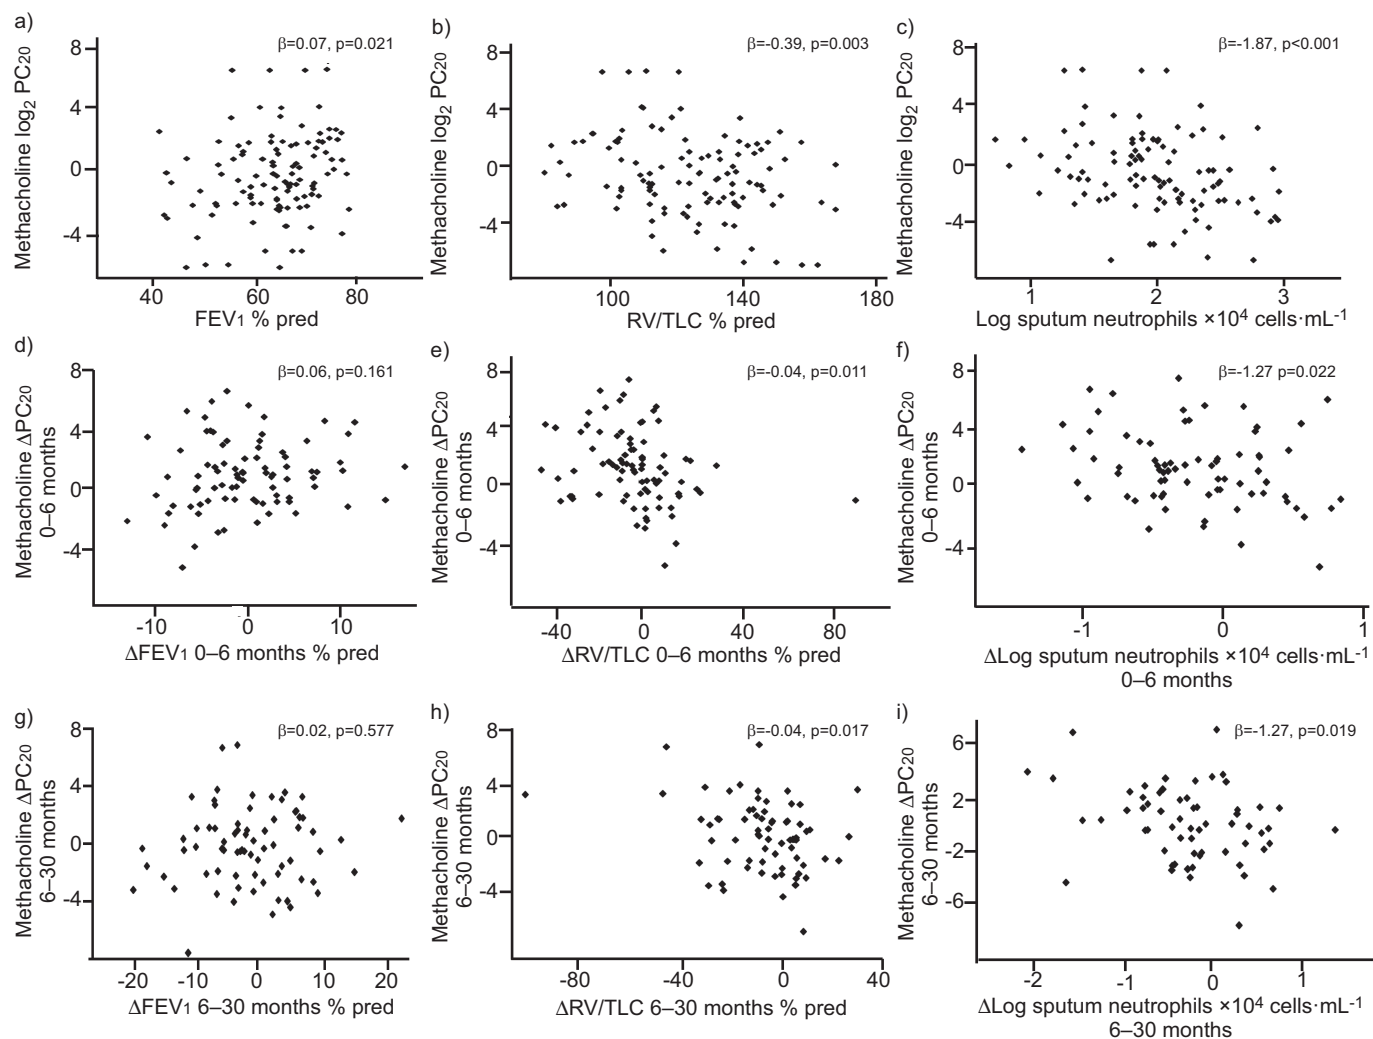 a)
β=0.07, p=0.021
Methacholine log2 PC20
8
4
0
-4
40
60
80
FEV1 % pred
b)
β=-0.39, p=0.003
Methacholine log2 PC20
8
4
0
-4
100
140
180
RV/TLC % pred
c)
β=-1.87, p<0.001
Methacholine log2 PC20
8
4
0
-4
1
2
3
Log sputum neutrophils ×10⁴ cells·mL⁻¹
d)
β=0.06, p=0.161
Methacholine ΔPC20
0–6 months
8
4
0
-4
-10
0
10
ΔFEV1 0–6 months % pred
e)
β=-0.04, p=0.011
Methacholine ΔPC20
0–6 months
8
4
0
-4
-40
0
40
80
ΔRV/TLC 0–6 months % pred
f)
β=-1.27 p=0.022
Methacholine ΔPC20
0–6 months
8
4
0
-4
-1
0
1
ΔLog sputum neutrophils ×10⁴ cells·mL⁻¹
0–6 months
g)
β=0.02, p=0.577
Methacholine ΔPC20
6–30 months
8
4
0
-4
-20
-10
0
10
20
ΔFEV1 6–30 months % pred
h)
β=-0.04, p=0.017
Methacholine ΔPC20
6–30 months
8
4
0
-4
-80
-40
0
40
ΔRV/TLC 6–30 months % pred
i)
β=-1.27, p=0.019
Methacholine ΔPC20
6–30 months
6
2
-2
-6
-2
-1
0
1
ΔLog sputum neutrophils ×10⁴ cells·mL⁻¹
6–30 months